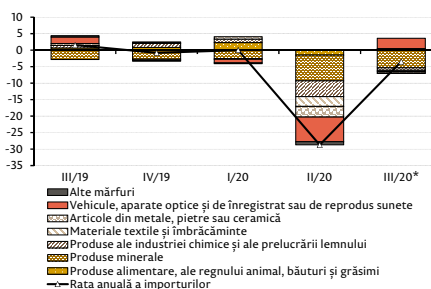 10
5
0
-5
-10
-15
-20
-25
-30
-35
III/19 IV/19 I/20 II/20 III/20*
Alte mărfuri
Vehicule, aparate optice și de înregistrat sau de reprodus sunete
Articole din metale, pietre sau ceramică
Materiale textile și îmbrăcăminte
Produse ale industriei chimice și ale prelucrării lemnului
Produse minerale
Produse alimentare, ale regnului animal, băuturi și grăsimi
Rata anuală a importurilor